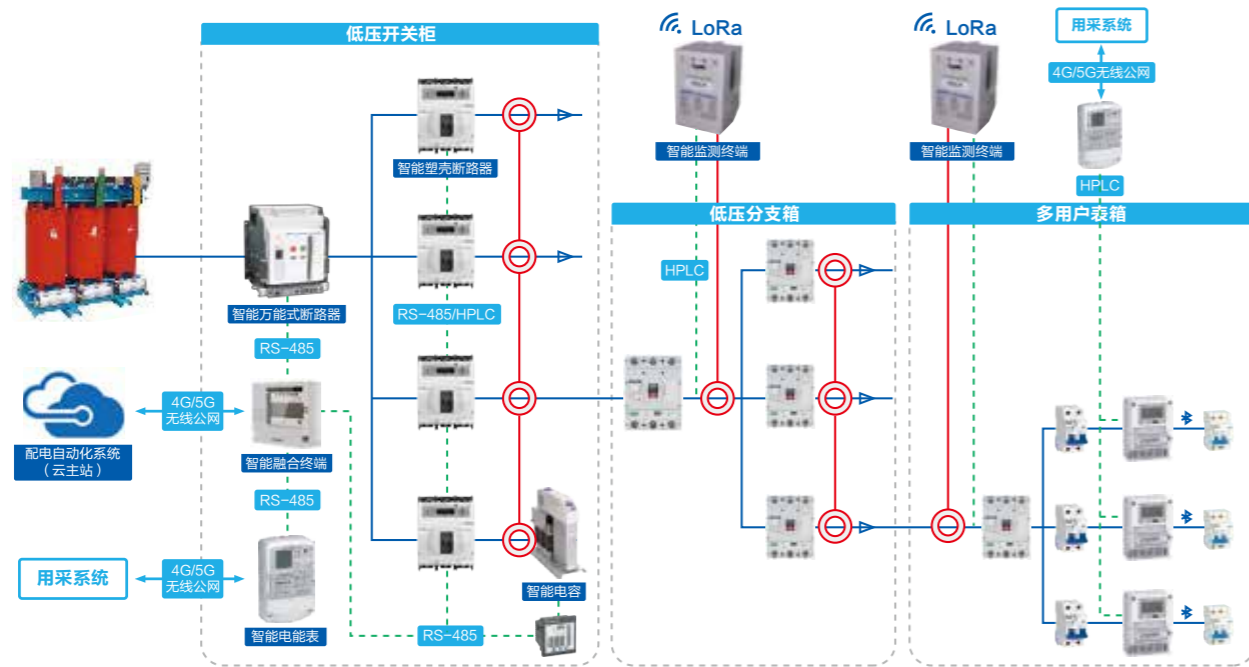 低压开关柜
智能塑壳断路器
智能万能式断路器
RS-485/HPLC
RS-485
4G/5G
无线公网
配电自动化系统
（云主站）
智能融合终端
RS-485
用采系统
4G/5G
无线公网
智能电能表
RS-485
智能电容
LoRa
智能监测终端
低压分支箱
HPLC
LoRa
智能监测终端
用采系统
4G/5G无线公网
HPLC
多用户表箱